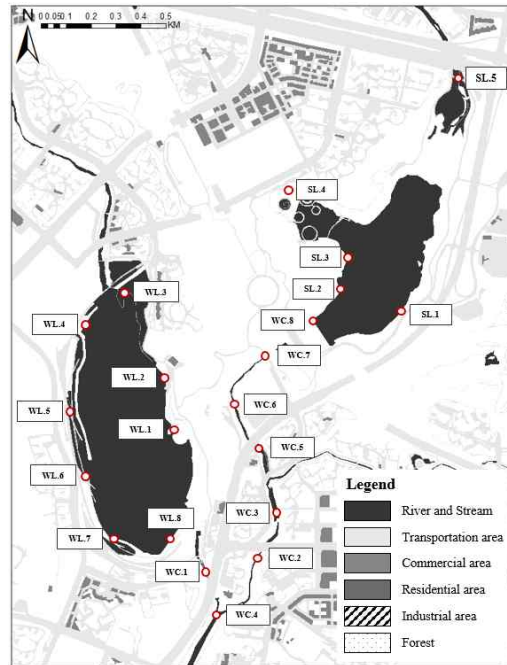 N
0 0.05 0.1 0.2 0.3 0.4 0.5
KM
SL.5
SL.4
SL.3
WL.3
SL.2
SL.1
WL.4
WC.8
WC.7
WL.2
WL.5
WC.6
WL.1
WC.5
WL.6
Legend
River and Stream
WC.3
WL.8
WL.7
Transportation area
WC.2
Commercial area
WC.1
Residential area
WC.4
Industrial area
Forest